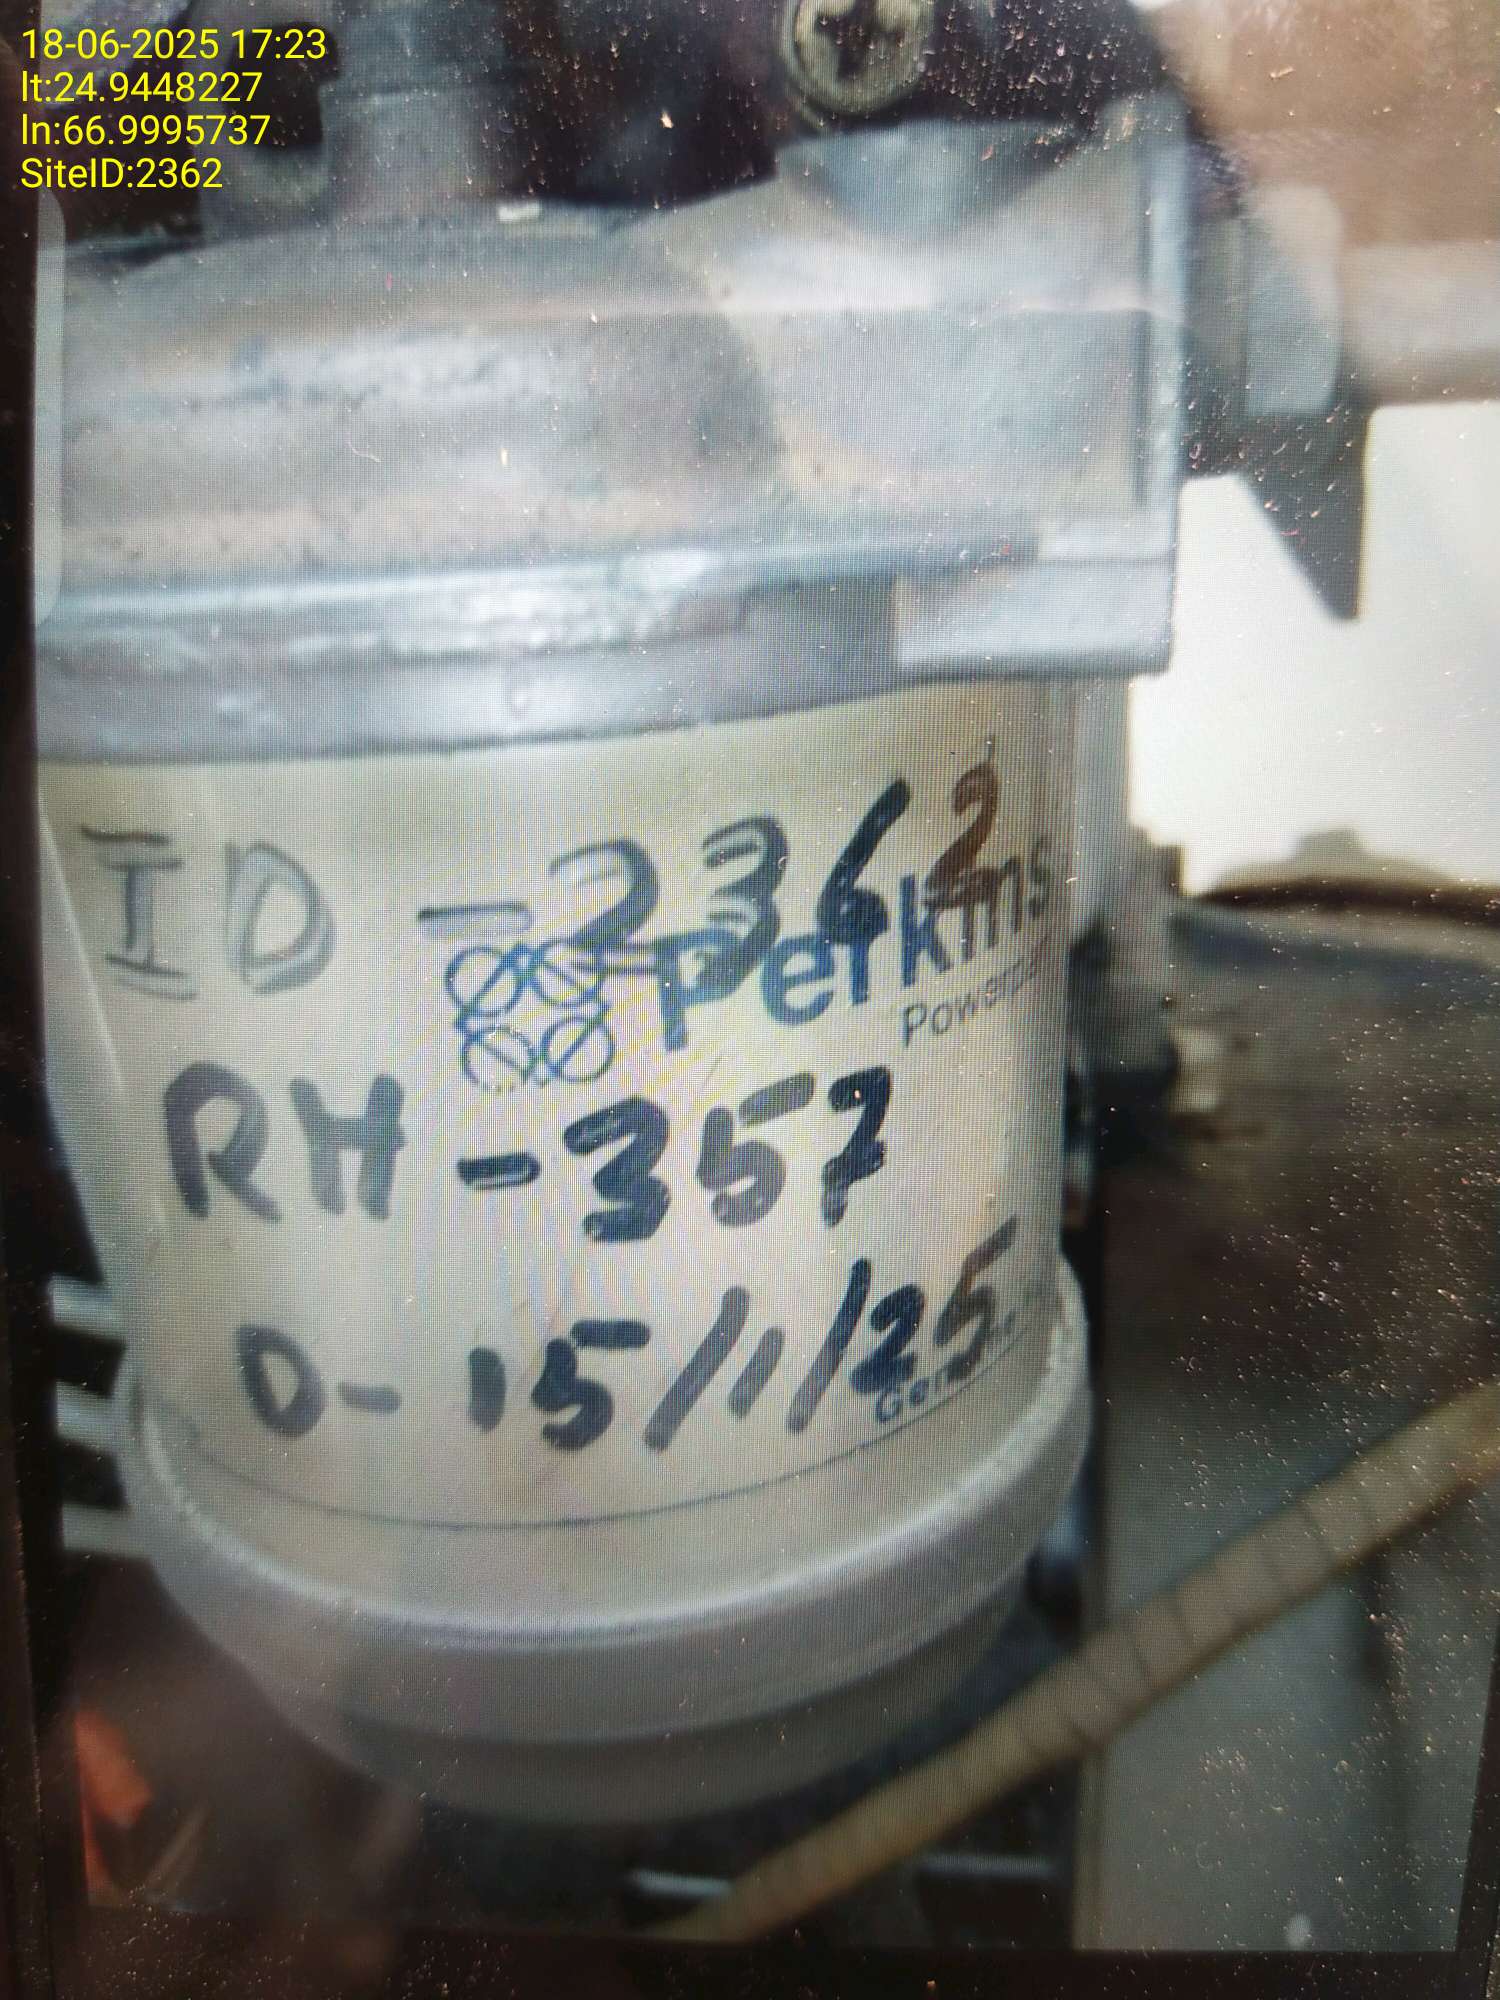 18-06-2025 17:23
lt:24.9448227
ln:66.9995737
SiteID:2362
ID - 2362
Perkins
RH - 357
D- 15/1/25